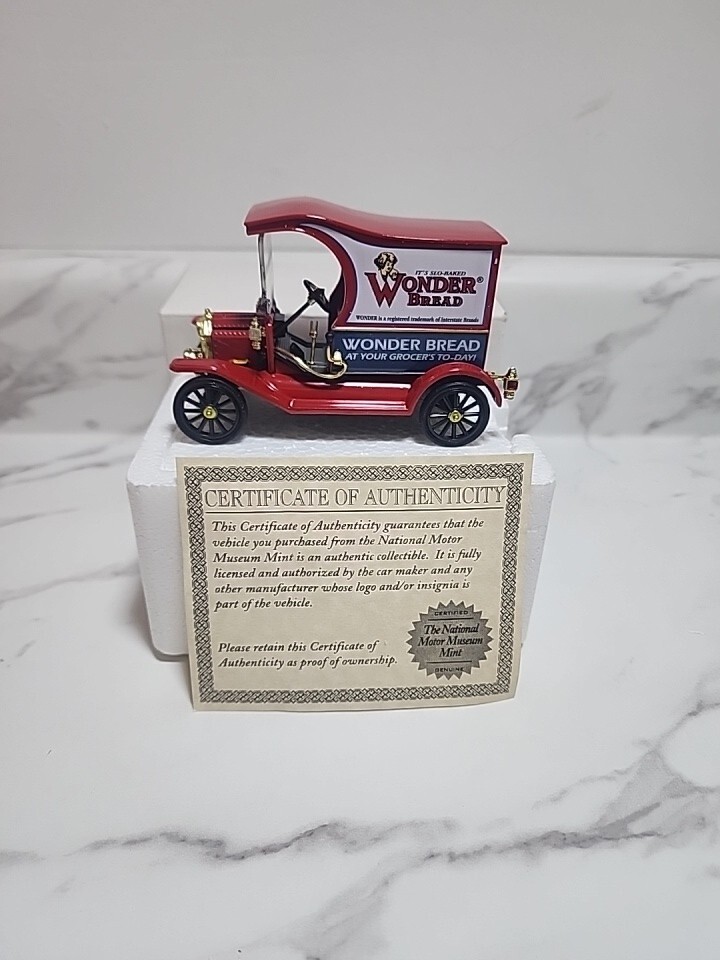 IT'S SLO-BAKED
WONDER®
BREAD
WONDER is a registered trademark of Interstate Brands
WONDER BREAD
AT YOUR GROCER'S TO-DAY!
CERTIFICATE OF AUTHENTICITY
This Certificate of Authenticity guarantees that the
vehicle you purchased from the National Motor
Museum Mint is an authentic collectible. It is fully
licensed and authorized by the car maker and any
other manufacturer whose logo and/or insignia is
part of the vehicle.
Please retain this Certificate of
Authenticity as proof of ownership.
CERTIFIED
The National
Motor Museum
Mint
GENUINE